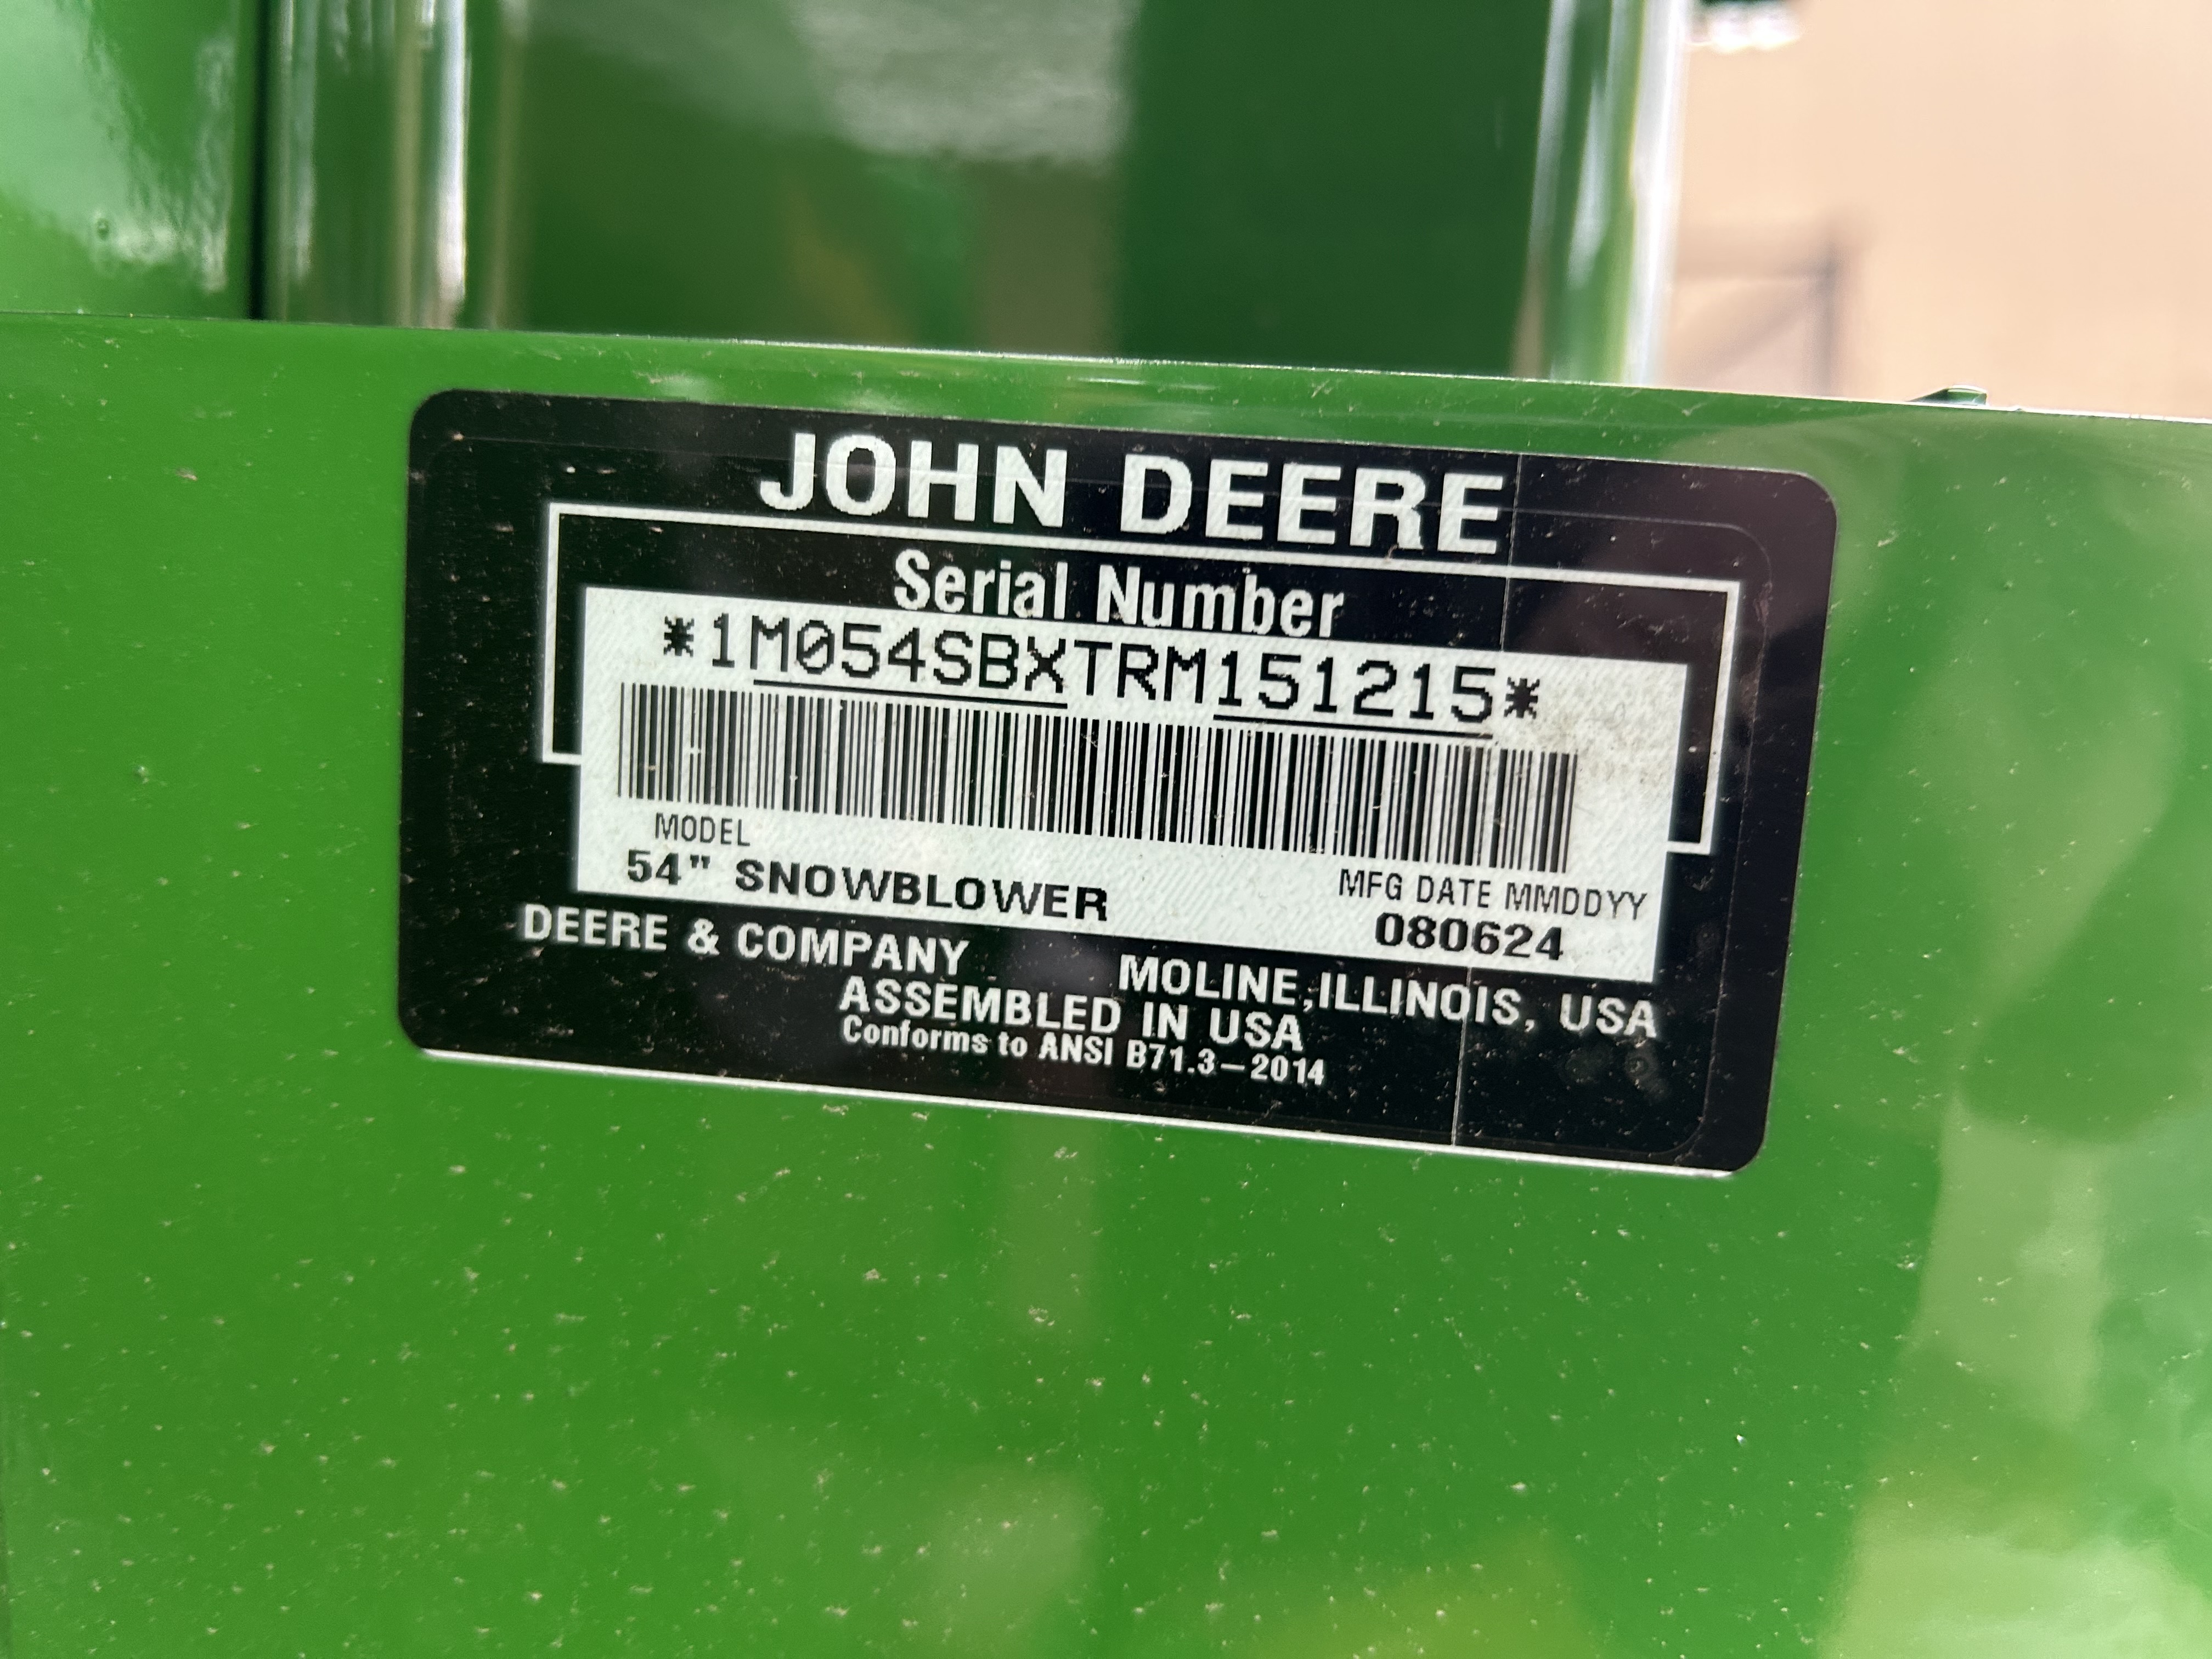 JOHN DEERE
Serial Number
*1M054SBXTRM151215*
MODEL
54" SNOWBLOWER
MFG DATE MMDDYY
080624
DEERE & COMPANY MOLINE,ILLINOIS, USA
ASSEMBLED IN USA
Conforms to ANSI B71.3-2014